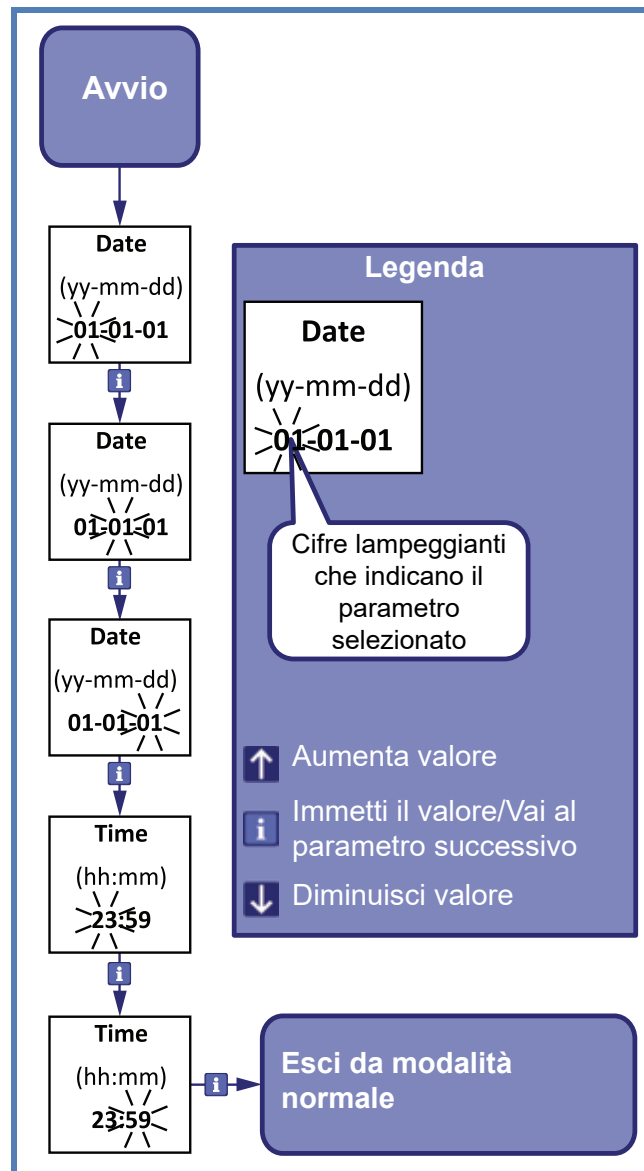 Avvio
Date
(yy-mm-dd)
01-01-01
i
Date
(yy-mm-dd)
01-01-01
i
Date
(yy-mm-dd)
01-01-01
i
Time
(hh:mm)
23:59
i
Time
(hh:mm)
23:59
i
Esci da modalità
normale
Legenda
Date
(yy-mm-dd)
01-01-01
Cifre lampeggianti
che indicano il
parametro
selezionato
↑ Aumenta valore
i Immetti il valore/Vai al
parametro successivo
↓ Diminuisci valore